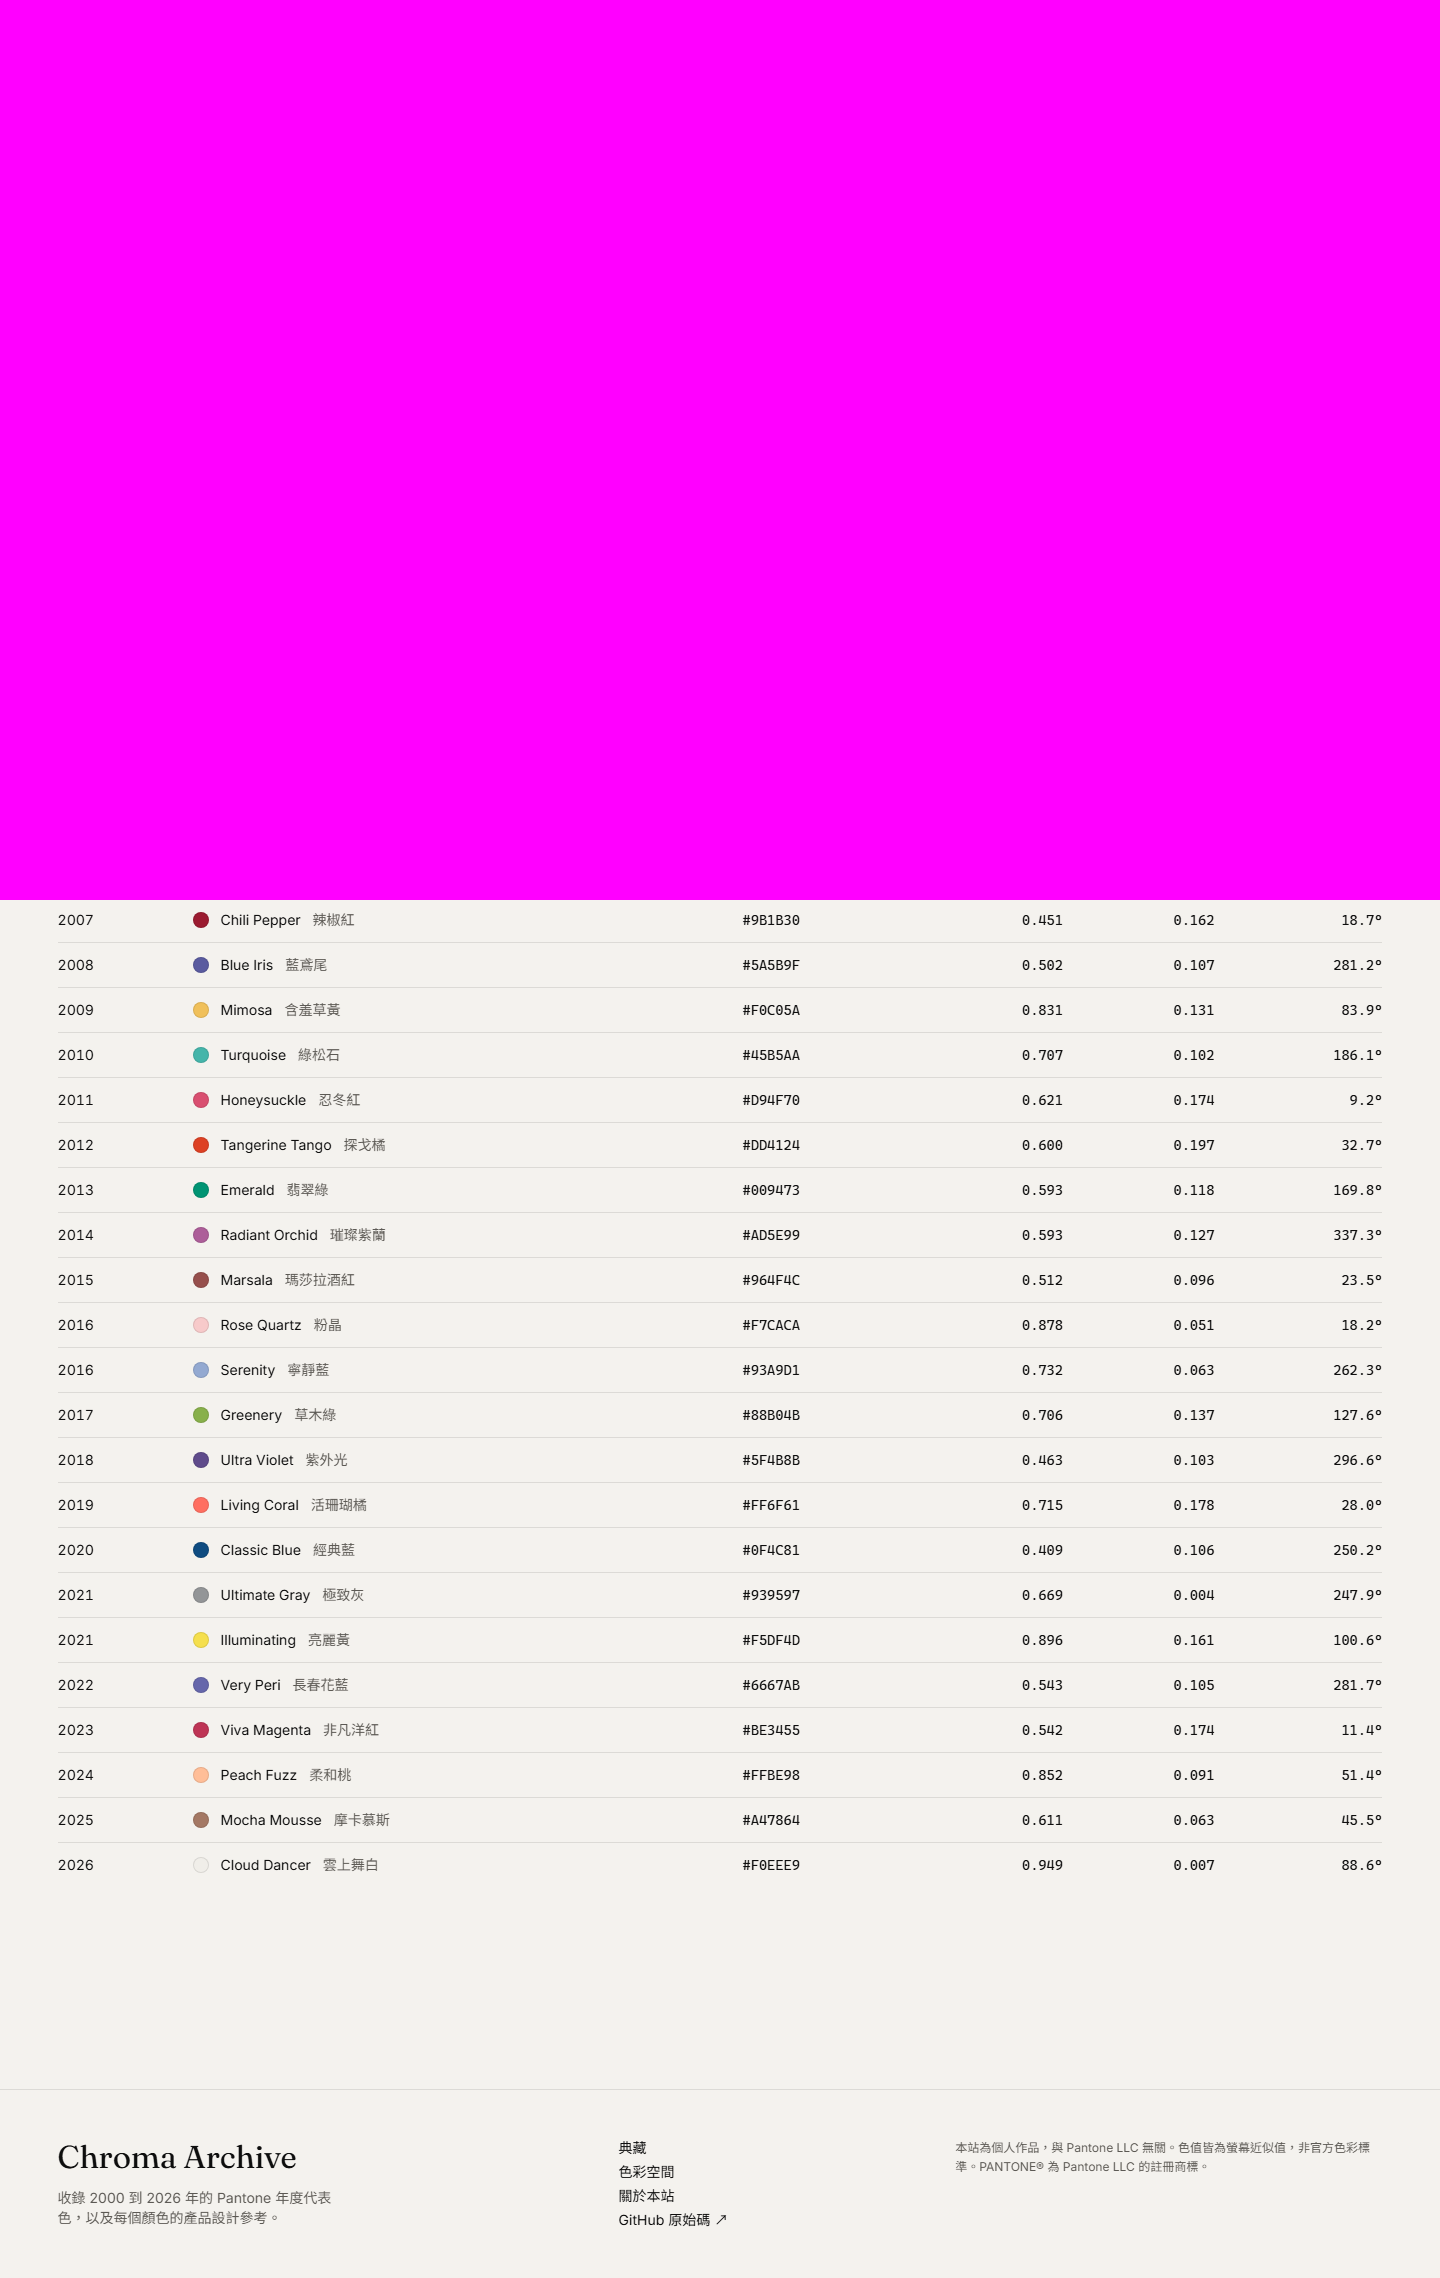 2007 Chili Pepper 辣椒紅 #9B1B30 0.451 0.162 18.7°
2008 Blue Iris 藍鳶尾 #5A5B9F 0.502 0.107 281.2°
2009 Mimosa 含羞草黃 #F0C05A 0.831 0.131 83.9°
2010 Turquoise 綠松石 #45B5AA 0.707 0.102 186.1°
2011 Honeysuckle 忍冬紅 #D94F70 0.621 0.174 9.2°
2012 Tangerine Tango 探戈橘 #DD4124 0.600 0.197 32.7°
2013 Emerald 翡翠綠 #009473 0.593 0.118 169.8°
2014 Radiant Orchid 璀璨紫蘭 #AD5E99 0.593 0.127 337.3°
2015 Marsala 瑪莎拉酒紅 #964F4C 0.512 0.096 23.5°
2016 Rose Quartz 粉晶 #F7CACA 0.878 0.051 18.2°
2016 Serenity 寧靜藍 #93A9D1 0.732 0.063 262.3°
2017 Greenery 草木綠 #88B04B 0.706 0.137 127.6°
2018 Ultra Violet 紫外光 #5F4B8B 0.463 0.103 296.6°
2019 Living Coral 活珊瑚橘 #FF6F61 0.715 0.178 28.0°
2020 Classic Blue 經典藍 #0F4C81 0.409 0.106 250.2°
2021 Ultimate Gray 極致灰 #939597 0.669 0.004 247.9°
2021 Illuminating 亮麗黃 #F5DF4D 0.896 0.161 100.6°
2022 Very Peri 長春花藍 #6667AB 0.543 0.105 281.7°
2023 Viva Magenta 非凡洋紅 #BE3455 0.542 0.174 11.4°
2024 Peach Fuzz 柔和桃 #FFBE98 0.852 0.091 51.4°
2025 Mocha Mousse 摩卡慕斯 #A47864 0.611 0.063 45.5°
2026 Cloud Dancer 雲上舞白 #F0EEE9 0.949 0.007 88.6°
Chroma Archive
收錄 2000 到 2026 年的 Pantone 年度代表
色，以及每個顏色的產品設計參考。
典藏
色彩空間
關於本站
GitHub 原始碼 ↗
本站為個人作品，與 Pantone LLC 無關。色值皆為螢幕近似值，非官方色彩標
準。PANTONE® 為 Pantone LLC 的註冊商標。